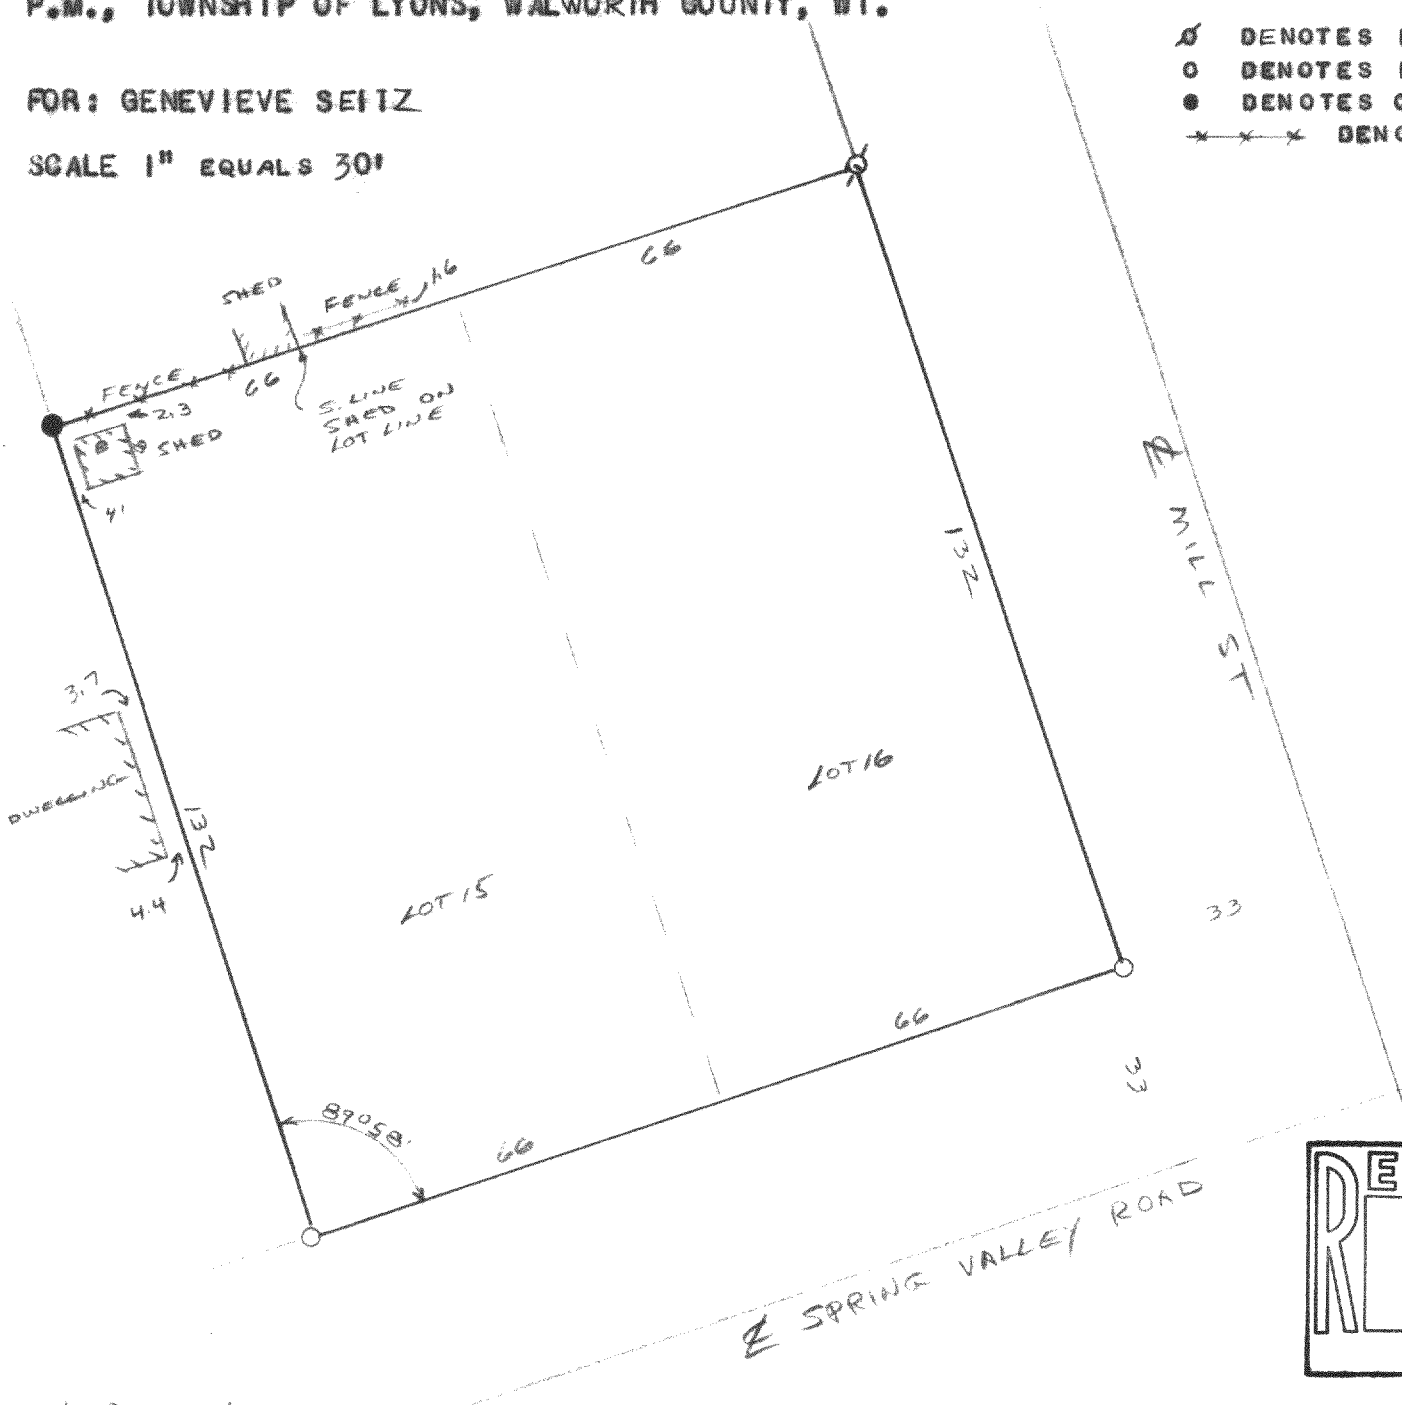 P.M., TOWNSHIP OF LYONS, WALWORTH COUNTY, WI.
FOR: GENEVIEVE SEITZ
SCALE 1" EQUALS 30'
DENOTES
DENOTES
DENOTES
66
SHED
FENCE
1.6
FENCE
66
2.3
SHED
4'
S. LINE
SHED ON
LOT LINE
132
MILL ST
3.7
DWELLING
132
4.4
LOT 16
LOT 15
33
66
33
89°58'
66
SPRING VALLEY ROAD